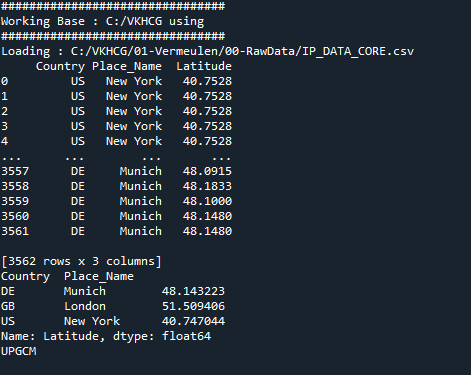 ################################
Working Base : C:/VKHCG using
################################
Loading : C:/VKHCG/01-Vermeulen/00-RawData/IP_DATA_CORE.csv
     Country Place_Name  Latitude
0         US   New York   40.7528
1         US   New York   40.7528
2         US   New York   40.7528
3         US   New York   40.7528
4         US   New York   40.7528
...      ...        ...       ...
3557      DE     Munich   48.0915
3558      DE     Munich   48.1833
3559      DE     Munich   48.1000
3560      DE     Munich   48.1480
3561      DE     Munich   48.1480
[3562 rows x 3 columns]
Country  Place_Name
DE       Munich        48.143223
GB       London        51.509406
US       New York      40.747044
Name: Latitude, dtype: float64
UPGCM